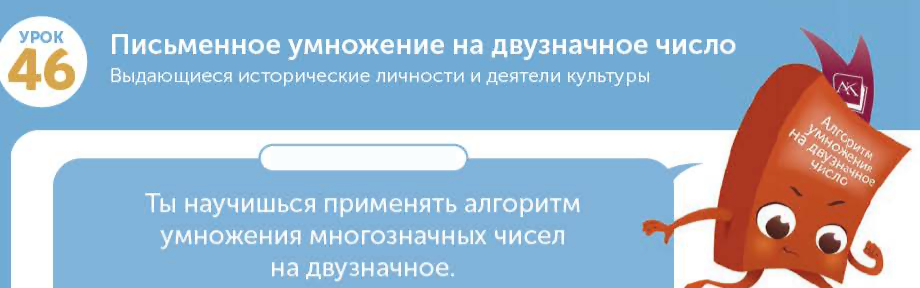 УРОК
46
Письменное умножение на двузначное число
Выдающиеся исторические личности и деятели культуры
АК
Алгоритм
умножения
на двузначное
число
Ты научишься применять алгоритм
умножения многозначных чисел
на двузначное.